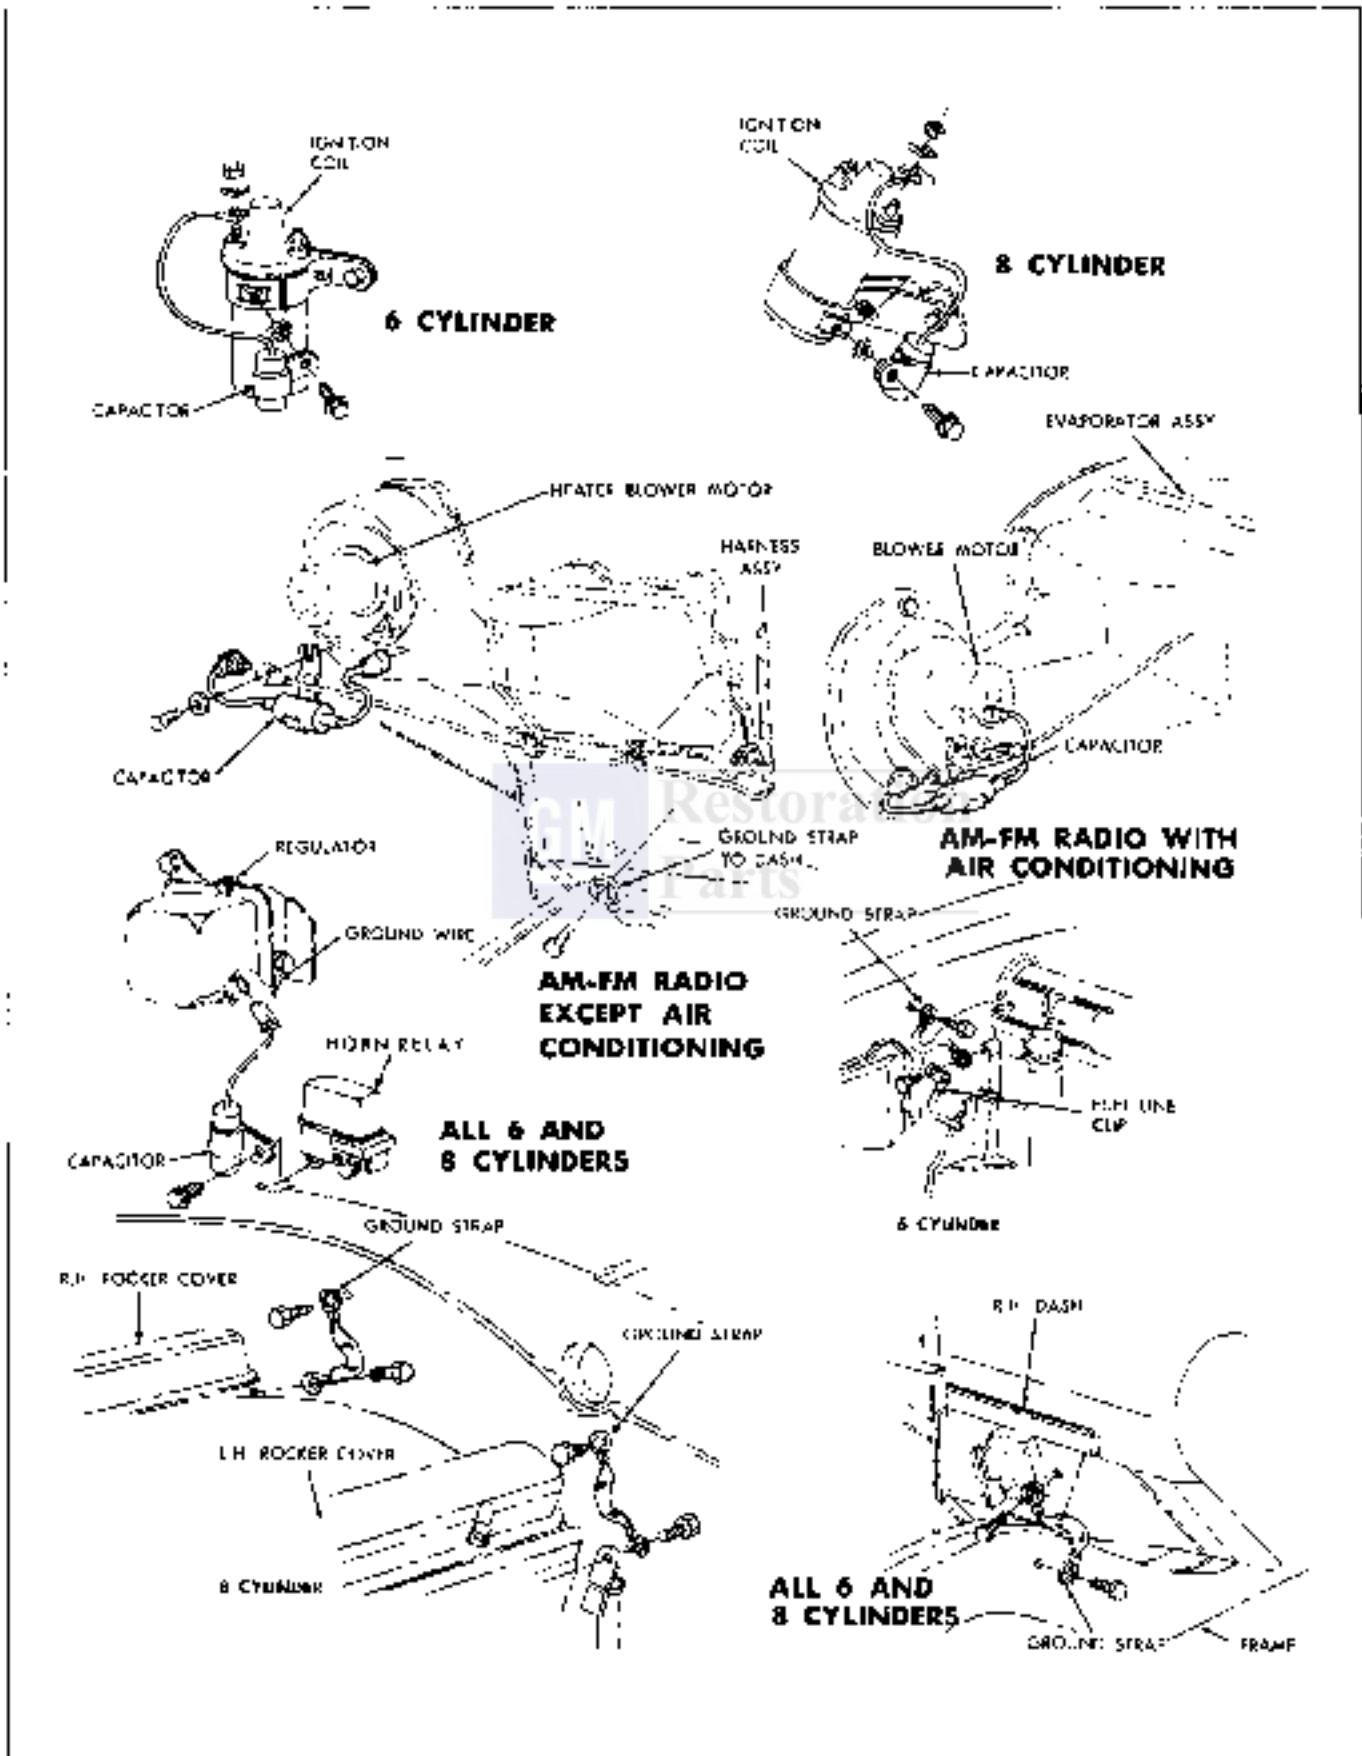 IGNITION
COIL
6 CYLINDER
CAPACITOR
IGNITION
COIL
8 CYLINDER
CAPACITOR
EVAPORATOR ASSY
HEATER BLOWER MOTOR
HARNESS
ASSY
BLOWER MOTOR
CAPACITOR
CAPACITOR
GM Restoration
Parts
GROUND STRAP
TO DASH
AM-FM RADIO WITH
AIR CONDITIONING
REGULATOR
GROUND WIRE
GROUND STRAP
AM-FM RADIO
EXCEPT AIR
CONDITIONING
HORN RELAY
ALL 6 AND
8 CYLINDERS
CAPACITOR
FUEL LINE
CLIP
6 CYLINDER
GROUND STRAP
R.H. ROCKER COVER
GROUND STRAP
R.H. DASH
L.H. ROCKER COVER
8 CYLINDER
ALL 6 AND
8 CYLINDERS
GROUND STRAP
FRAME